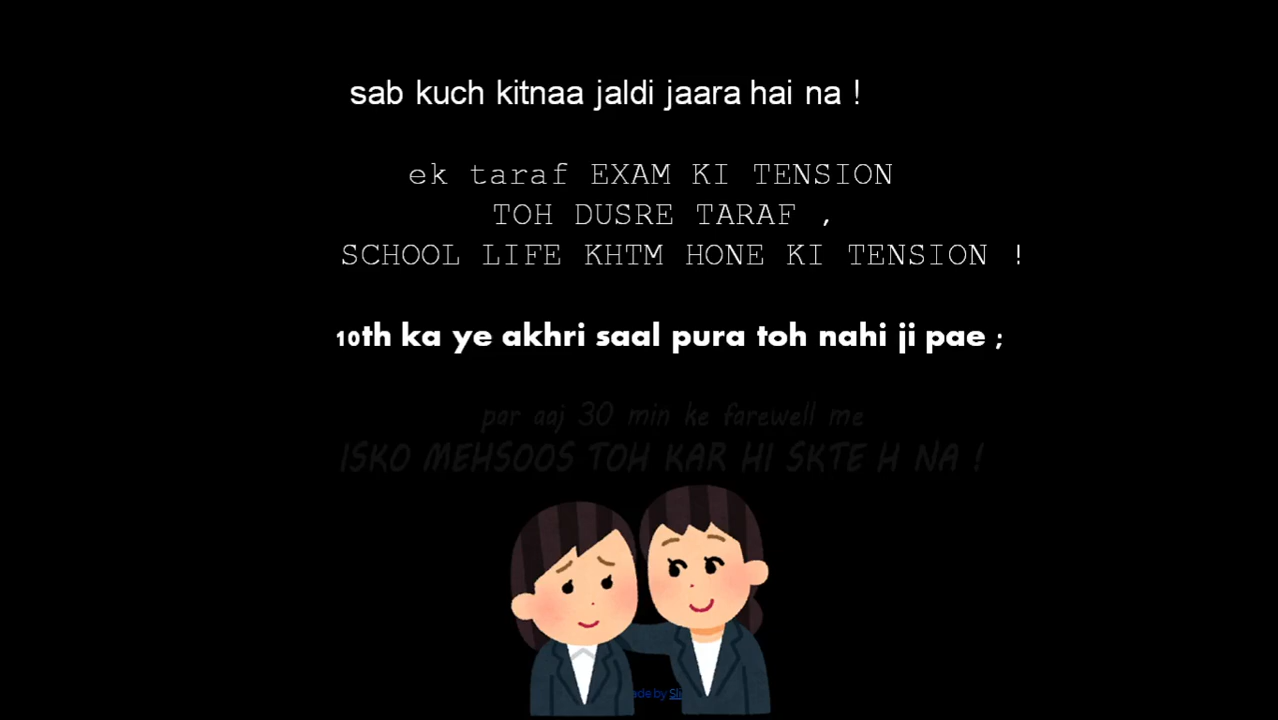 sab kuch kitnaa jaldi jaara hai na !
ek taraf EXAM KI TENSION
TOH DUSRE TARAF ,
SCHOOL LIFE KHTM HONE KI TENSION !
10th ka ye akhri saal pura toh nahi ji pae ;
par aaj 30 min ke farewell me
ISKO MEHSOOS TOH KAR HI SKTE H NA !
by